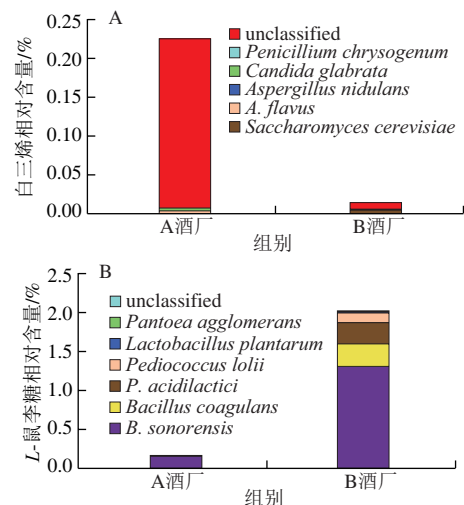 A
白三烯相对含量/%
0.25
0.20
0.15
0.10
0.05
0.00
unclassified
Penicillium chrysogenum
Candida glabrata
Aspergillus nidulans
A. flavus
Saccharomyces cerevisiae
A酒厂
B酒厂
组别
B
L-鼠李糖相对含量/%
2.5
2.0
1.5
1.0
0.5
0.0
unclassified
Pantoea agglomerans
Lactobacillus plantarum
Pediococcus lolii
P. acidilactici
Bacillus coagulans
B. sonorensis
A酒厂
B酒厂
组别